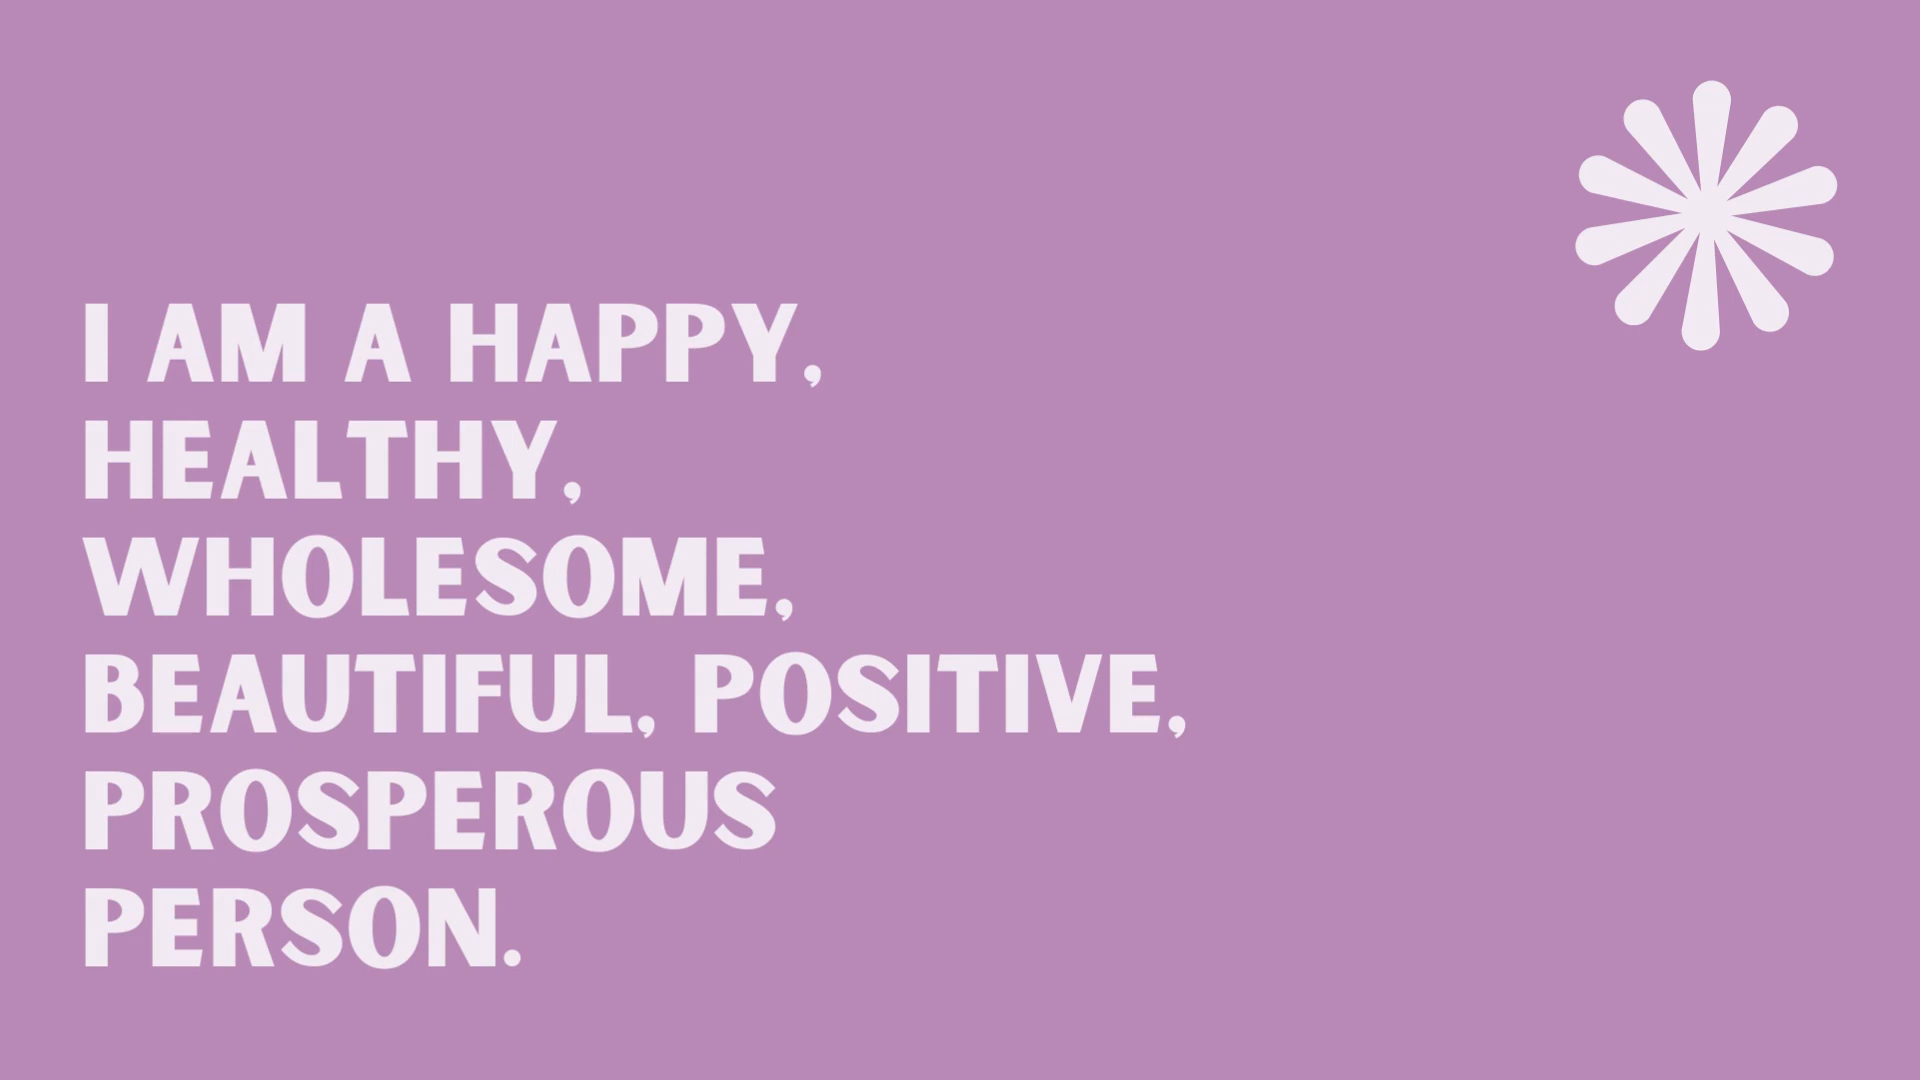 I AM A HAPPY,
HEALTHY,
WHOLESOME,
BEAUTIFUL, POSITIVE,
PROSPEROUS
PERSON.